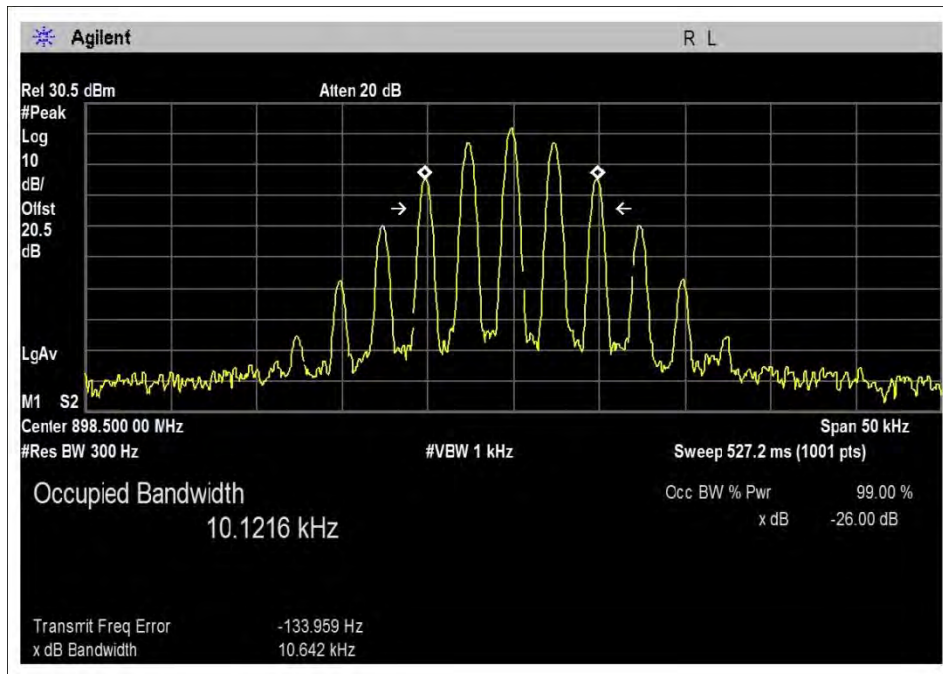 Agilent R L
Ref 30.5 dBm Atten 20 dB
#Peak
Log
10
dB/
Offst
20.5
dB
LgAv
M1 S2
Center 898.500 00 MHz Span 50 kHz
#Res BW 300 Hz #VBW 1 kHz Sweep 527.2 ms (1001 pts)
Occupied Bandwidth Occ BW % Pwr 99.00 %
10.1216 kHz x dB -26.00 dB
Transmit Freq Error -133.959 Hz
x dB Bandwidth 10.642 kHz